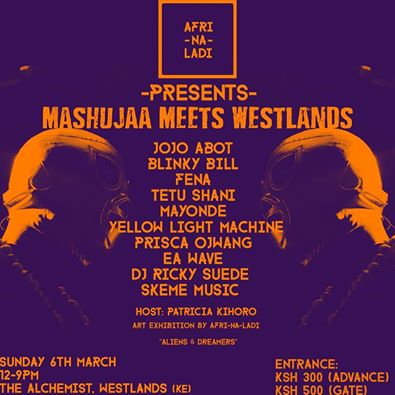 AFRI
-NA-
LADI
-PRESENTS-
MASHUJAA MEETS WESTLANDS
JOJO ABOT
BLINKY BILL
FENA
TETU SHANI
MAYONDE
YELLOW LIGHT MACHINE
PRISCA OJWANG
EA WAVE
DJ RICKY SUEDE
SKEME MUSIC
HOST: PATRICIA KIHORO
ART EXHIBITION BY AFRI-NA-LADI
"ALIENS & DREAMERS"
SUNDAY 6TH MARCH
12-9PM
THE ALCHEMIST, WESTLANDS (KE)
ENTRANCE:
KSH 300 (ADVANCE)
KSH 500 (GATE)